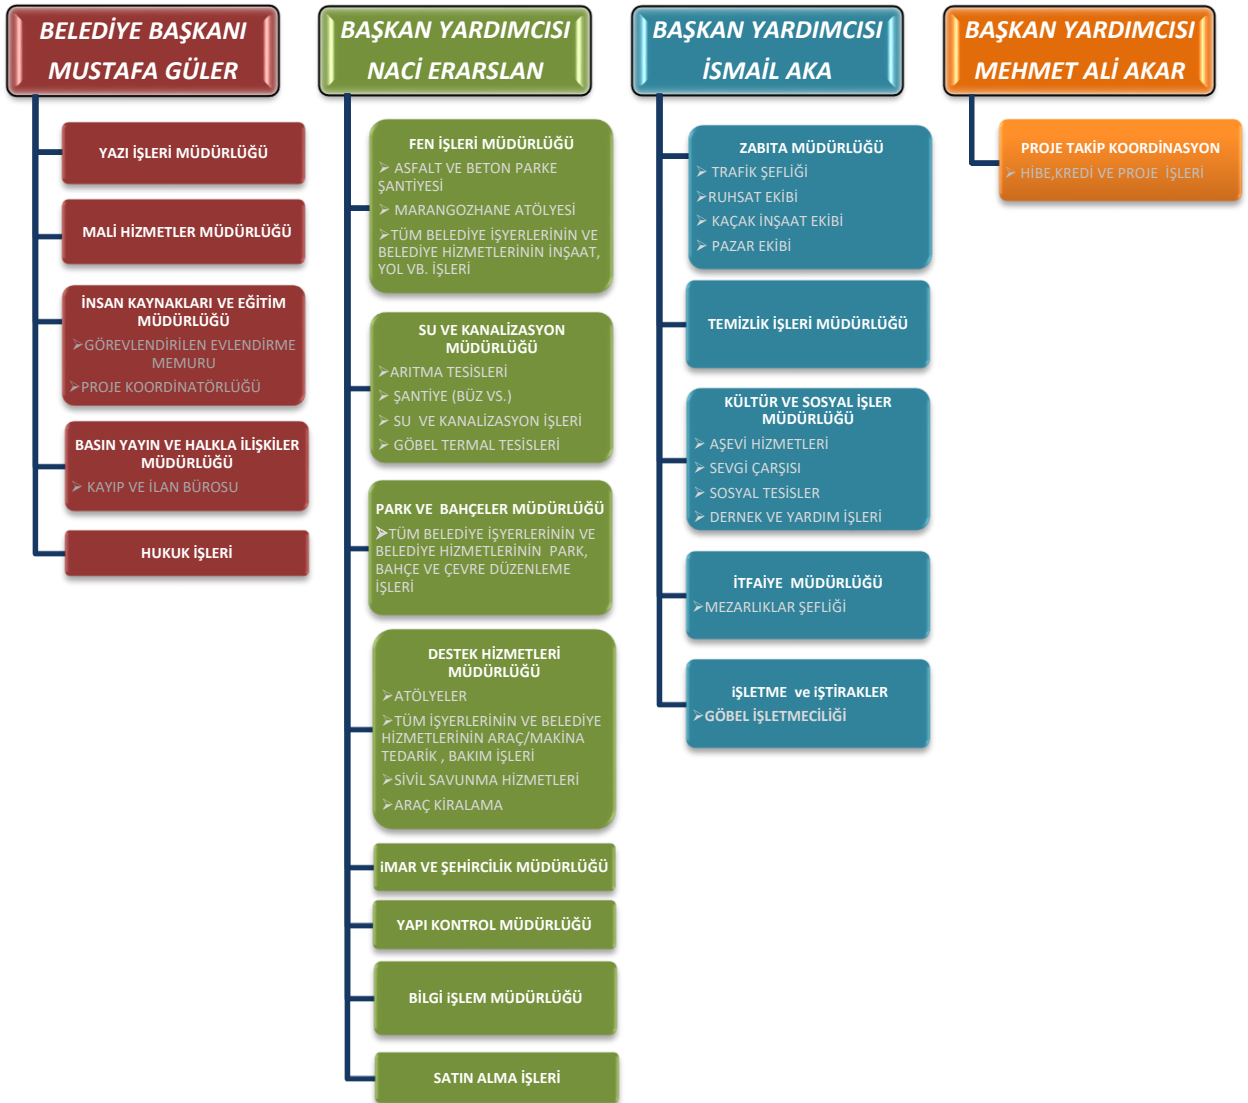 BELEDİYE BAŞKANI
MUSTAFA GÜLER
YAZI İŞLERİ MÜDÜRLÜĞÜ
MALİ HİZMETLER MÜDÜRLÜĞÜ
İNSAN KAYNAKLARI VE EĞİTİM
MÜDÜRLÜĞÜ
➢GÖREVLENDİRİLEN EVLENDİRME
MEMURU
➢PROJE KOORDİNATÖRLÜĞÜ
BASIN YAYIN VE HALKLA İLİŞKİLER
MÜDÜRLÜĞÜ
➢ KAYIP VE İLAN BÜROSU
HUKUK İŞLERİ
BAŞKAN YARDIMCISI
NACİ ERARSLAN
FEN İŞLERİ MÜDÜRLÜĞÜ
➢ ASFALT VE BETON PARKE
ŞANTİYESİ
➢ MARANGOZHANE ATÖLYESİ
➢TÜM BELEDİYE İŞYERLERİNİN VE
BELEDİYE HİZMETLERİNİN İNŞAAT,
YOL VB. İŞLERİ
SU VE KANALİZASYON
MÜDÜRLÜĞÜ
➢ARITMA TESİSLERİ
➢ ŞANTİYE (BÜZ VS.)
➢ SU VE KANALİZASYON İŞLERİ
➢ GÖBEL TERMAL TESİSLERİ
PARK VE BAHÇELER MÜDÜRLÜĞÜ
➢TÜM BELEDİYE İŞYERLERİNİN VE
BELEDİYE HİZMETLERİNİN PARK,
BAHÇE VE ÇEVRE DÜZENLEME
İŞLERİ
DESTEK HİZMETLERİ
MÜDÜRLÜĞÜ
➢ATÖLYELER
➢TÜM İŞYERLERİNİN VE BELEDİYE
HİZMETLERİNİN ARAÇ/MAKİNA
TEDARİK , BAKIM İŞLERİ
➢SİVİL SAVUNMA HİZMETLERİ
➢ARAÇ KİRALAMA
iMAR VE ŞEHİRCİLİK MÜDÜRLÜĞÜ
YAPI KONTROL MÜDÜRLÜĞÜ
BİLGİ iŞLEM MÜDÜRLÜĞÜ
SATIN ALMA İŞLERİ
BAŞKAN YARDIMCISI
İSMAİL AKA
ZABITA MÜDÜRLÜĞÜ
➢ TRAFİK ŞEFLİĞİ
➢RUHSAT EKİBİ
➢ KAÇAK İNŞAAT EKİBİ
➢ PAZAR EKİBİ
TEMİZLİK İŞLERİ MÜDÜRLÜĞÜ
KÜLTÜR VE SOSYAL İŞLER
MÜDÜRLÜĞÜ
➢ AŞEVİ HİZMETLERİ
➢ SEVGİ ÇARŞISI
➢ SOSYAL TESİSLER
➢ DERNEK VE YARDIM İŞLERİ
İTFAİYE MÜDÜRLÜĞÜ
➢MEZARLIKLAR ŞEFLİĞİ
iŞLETME ve iŞTİRAKLER
➢GÖBEL İŞLETMECİLİĞİ
BAŞKAN YARDIMCISI
MEHMET ALİ AKAR
PROJE TAKİP KOORDİNASYON
➢ HİBE,KREDİ VE PROJE İŞLERİ